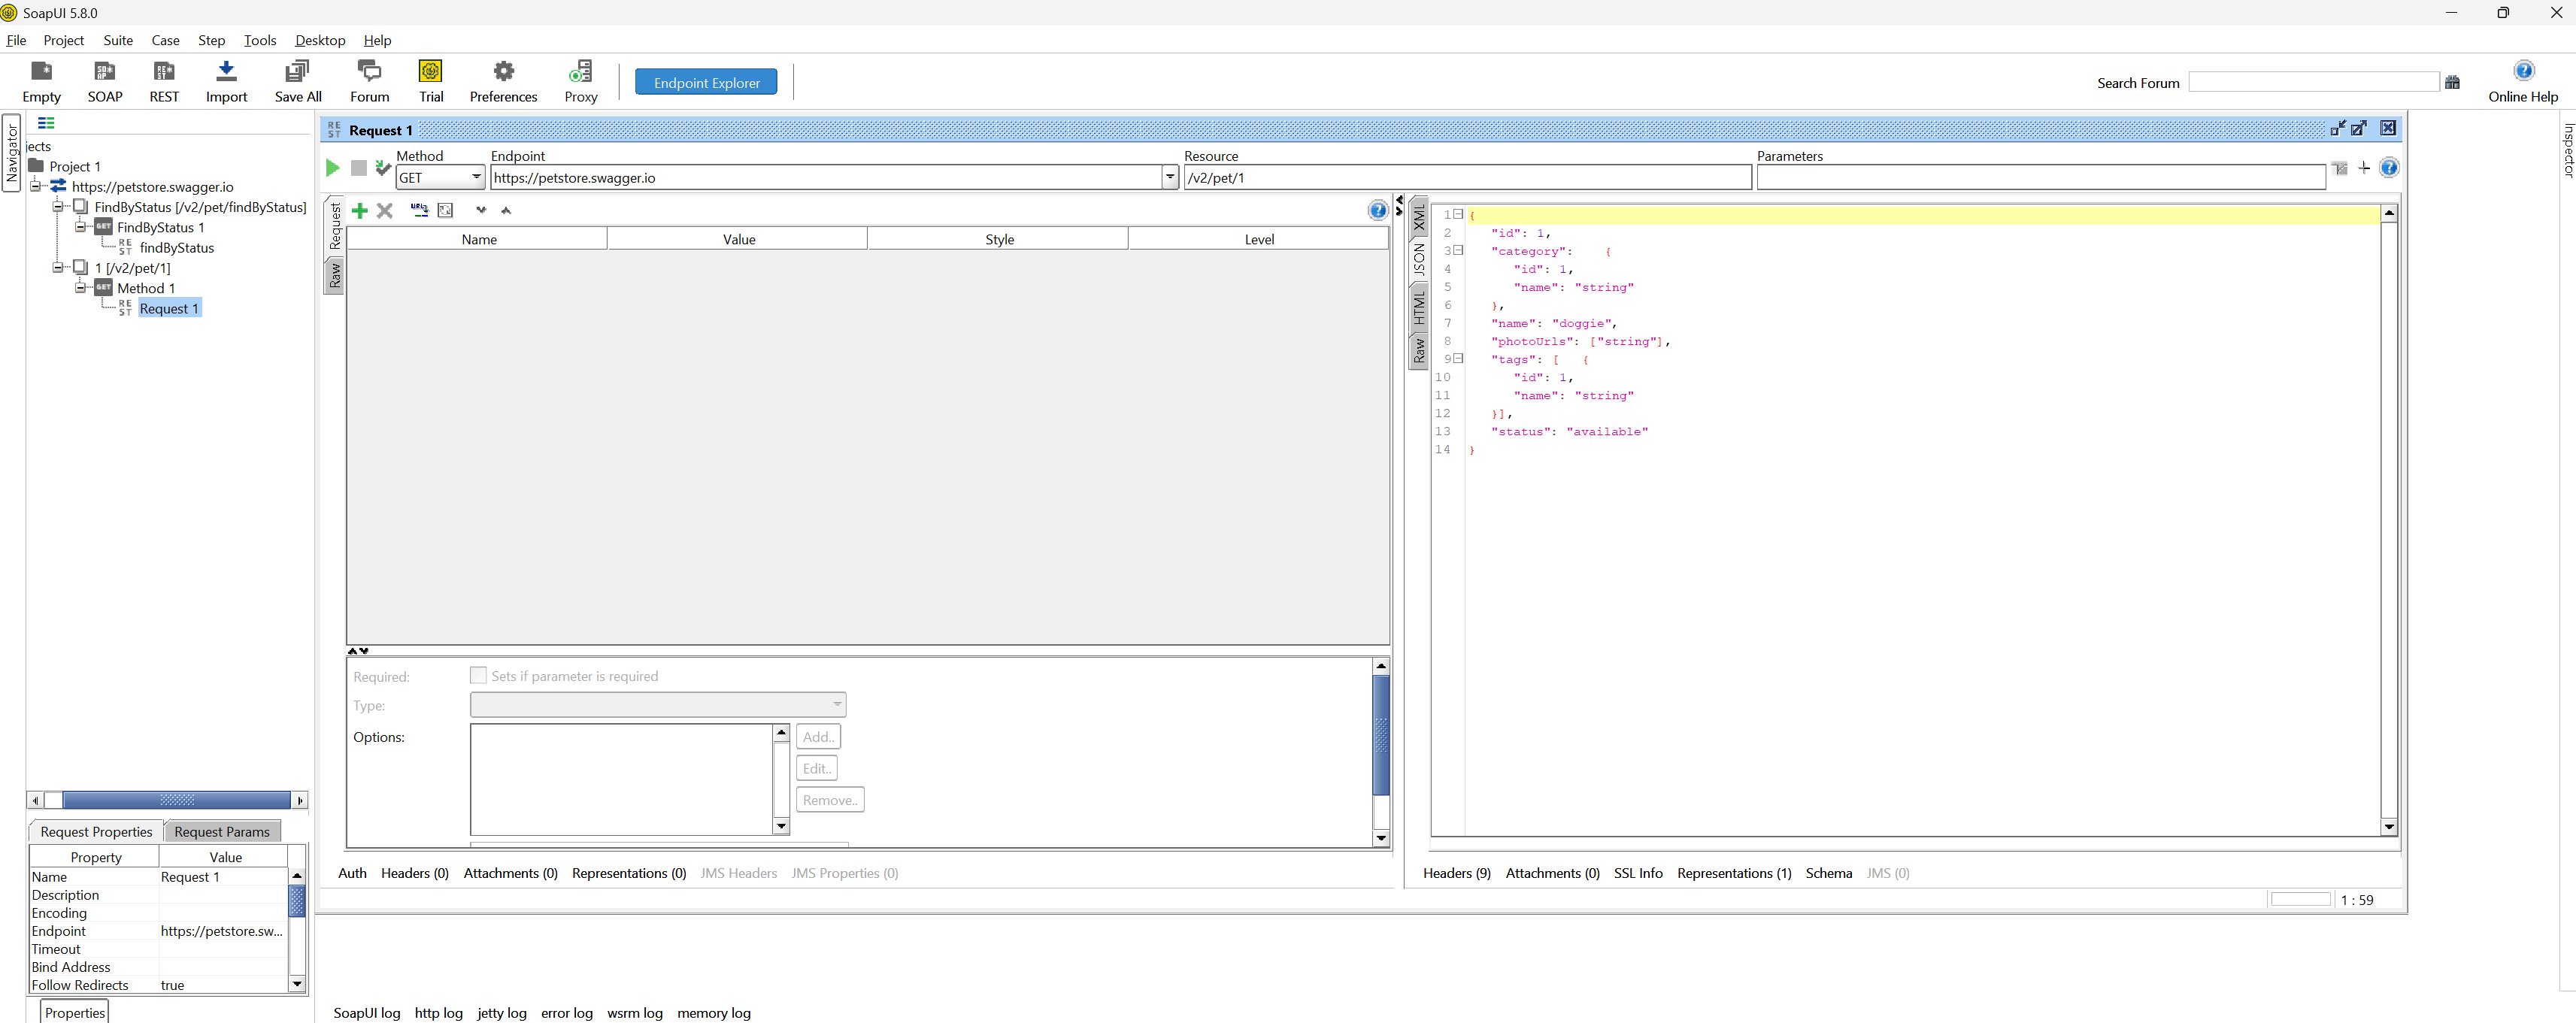 SoapUI 5.8.0
File Project Suite Case Step Tools Desktop Help
Empty SOAP REST Import Save All Forum Trial Preferences Proxy Endpoint Explorer Search Forum Online Help
Navigator
jects
Project 1
https://petstore.swagger.io
FindByStatus [/v2/pet/findByStatus]
GET FindByStatus 1
REST findByStatus
1 [/v2/pet/1]
GET Method 1
REST Request 1
REST Request 1
Method Endpoint Resource Parameters
GET https://petstore.swagger.io /v2/pet/1
Request
Raw
Name Value Style Level
Required: Sets if parameter is required
Type:
Options: Add..
Edit..
Remove..
Auth Headers (0) Attachments (0) Representations (0) JMS Headers JMS Properties (0)
XML
JSON
HTML
Raw
1 {
2 "id": 1,
3 "category": {
4 "id": 1,
5 "name": "string"
6 },
7 "name": "doggie",
8 "photoUrls": ["string"],
9 "tags": [ {
10 "id": 1,
11 "name": "string"
12 }],
13 "status": "available"
14 }
Headers (9) Attachments (0) SSL Info Representations (1) Schema JMS (0)
1 : 59
Inspector
Request Properties Request Params
Property Value
Name Request 1
Description
Encoding
Endpoint https://petstore.sw...
Timeout
Bind Address
Follow Redirects true
Properties
SoapUI log http log jetty log error log wsrm log memory log